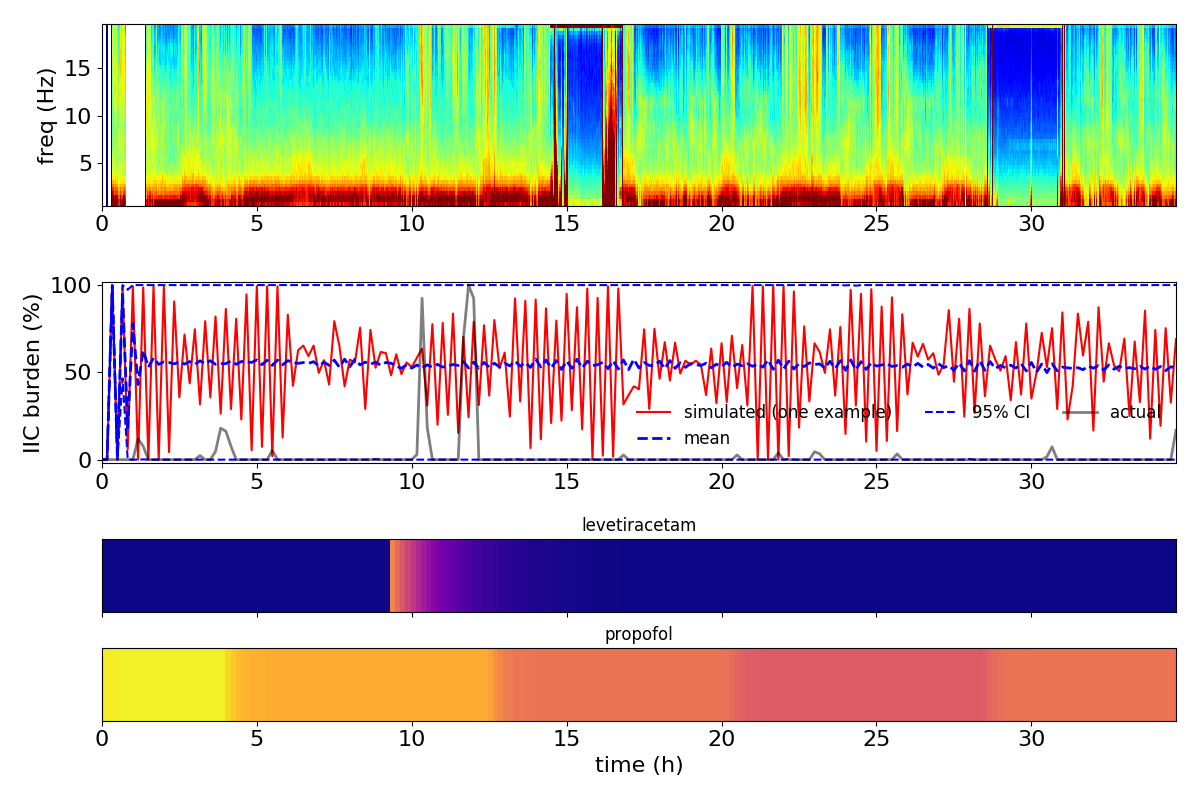 freq (Hz)
15
10
5
0 5 10 15 20 25 30
IIC burden (%)
100
50
0
simulated (one example) 95% CI actual
mean
0 5 10 15 20 25 30
levetiracetam
propofol
0 5 10 15 20 25 30
time (h)